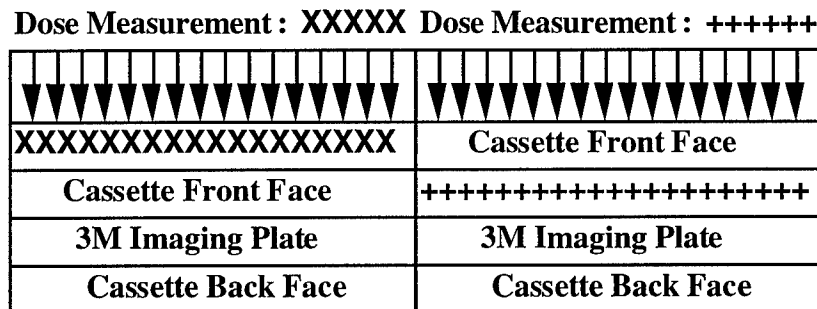 Dose Measurement : XXXXX Dose Measurement : ++++++
XXXXXXXXXXXXXXXXXX Cassette Front Face
Cassette Front Face +++++++++++++++++++++
3M Imaging Plate 3M Imaging Plate
Cassette Back Face Cassette Back Face